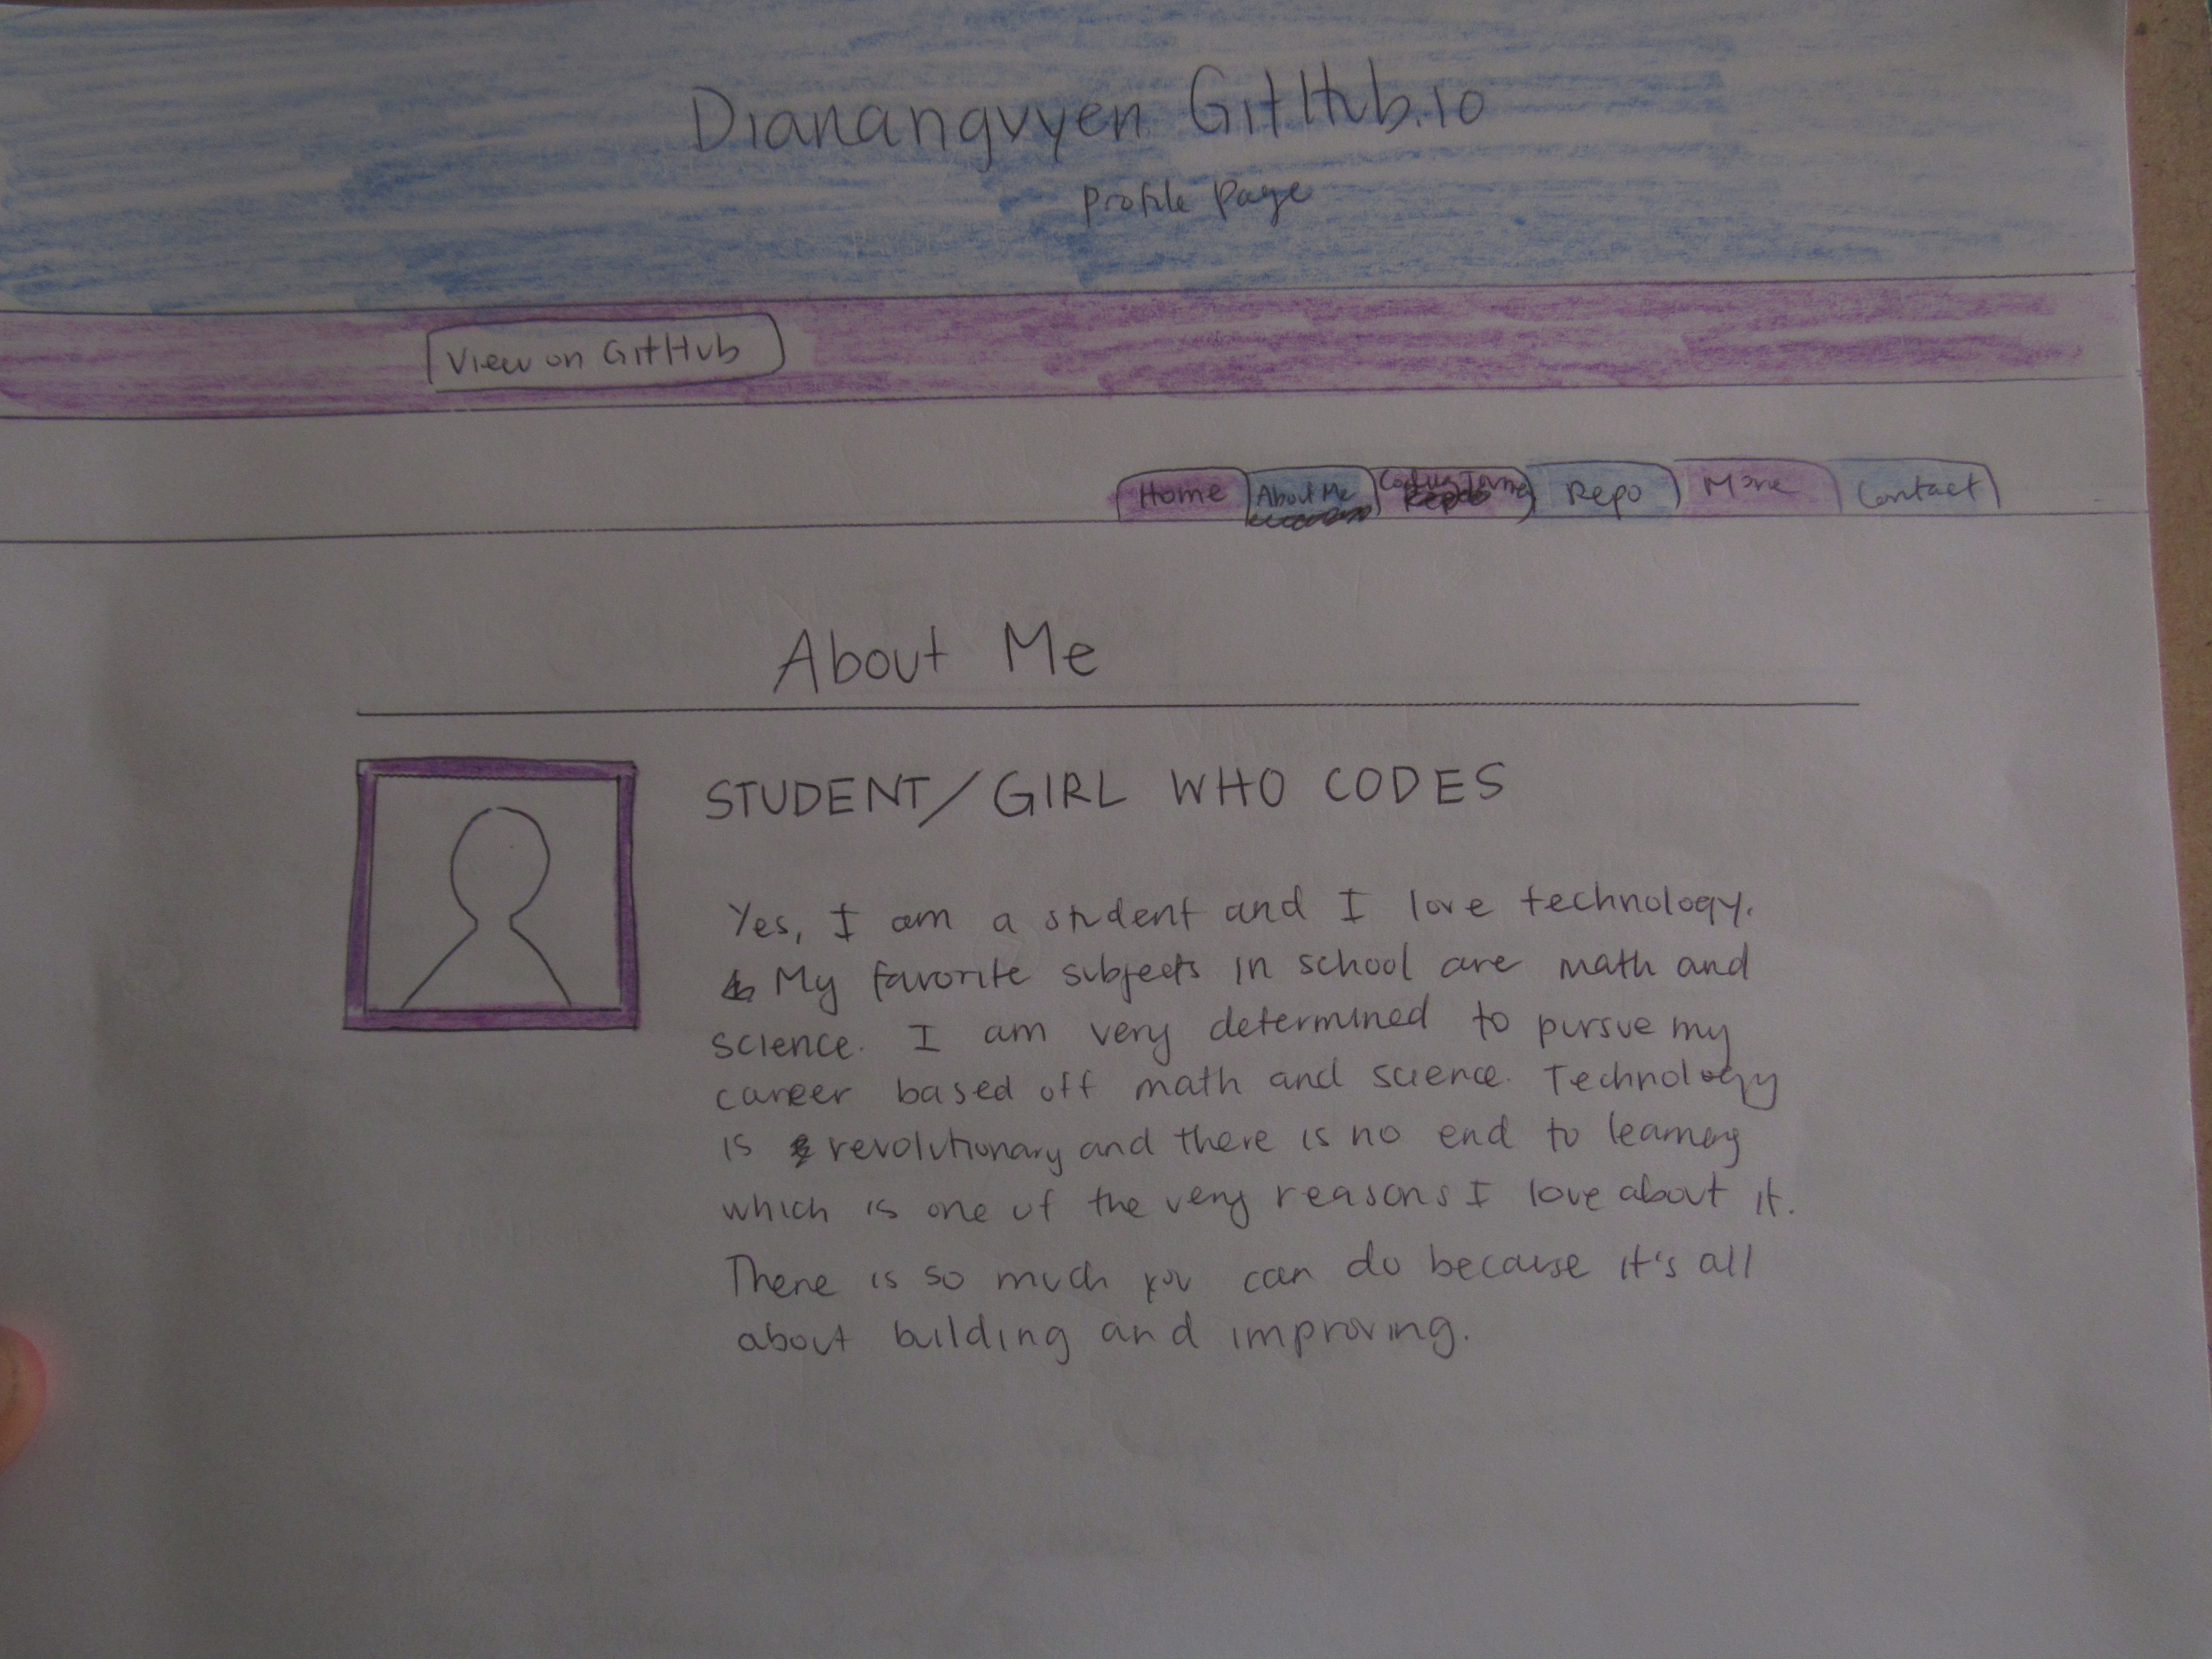 Diananguyen GitHub.io
Profile Page
View on GitHub
Home About Me Coding Repo More Contact
About Me
STUDENT/GIRL WHO CODES
Yes, I am a student and I love technology.
My favorite subjects in school are math and
science. I am very determined to pursue my
career based off math and science. Technology
is revolutionary and there is no end to learning
which is one of the very reasons I love about it.
There is so much you can do because it's all
about building and improving.